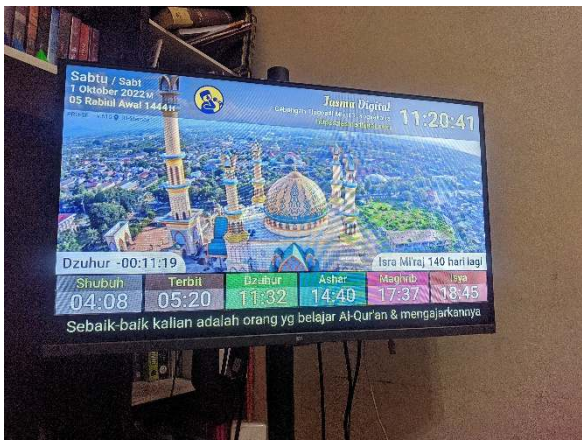 Sabtu / Sabt
1 Oktober 2022 M
05 Rabiul Awal 1444 H
Jasmin Digital
11:20:41
Dzuhur -00:11:19
Isra Mi'raj 140 hari lagi
Shubuh Terbit Dzuhur Ashar Maghrib Isya
04:08 05:20 11:32 14:40 17:37 18:45
Sebaik-baik kalian adalah orang yg belajar Al-Qur'an & mengajarkannya